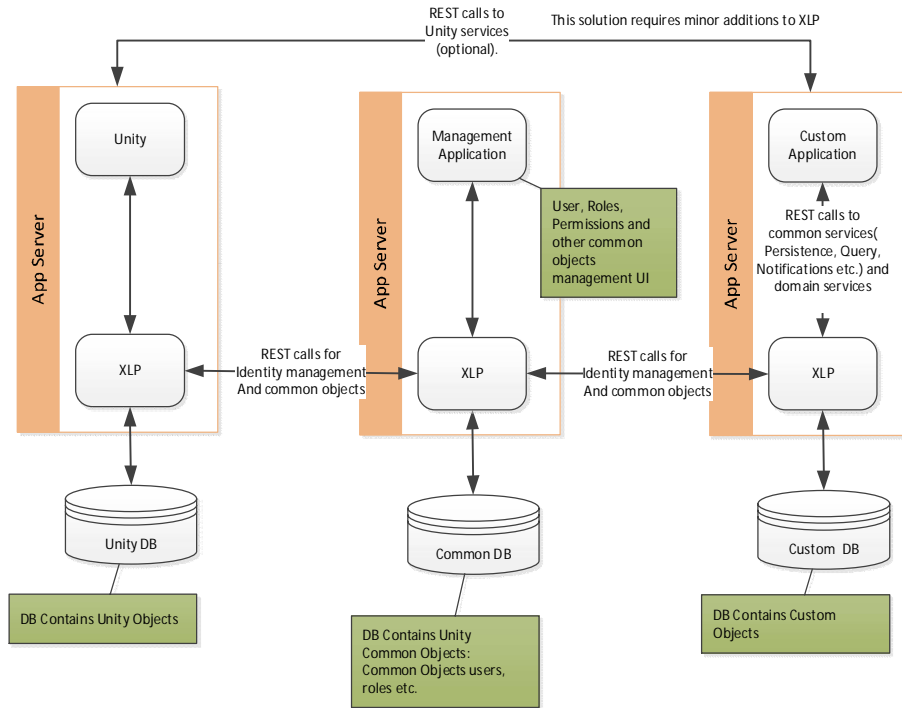 REST calls to
Unity services
(optional).
This solution requires minor additions to XLP
App Server
Unity
XLP
App Server
Management
Application
User, Roles,
Permissions and
other common
objects
management UI
XLP
App Server
Custom
Application
REST calls to
common services(
Persistence, Query,
Notifications etc.) and
domain services
XLP
REST calls for
Identity management
And common objects
REST calls for
Identity management
And common objects
Unity DB
Common DB
Custom DB
DB Contains Unity Objects
DB Contains Unity
Common Objects:
Common Objects users,
roles etc.
DB Contains Custom
Objects